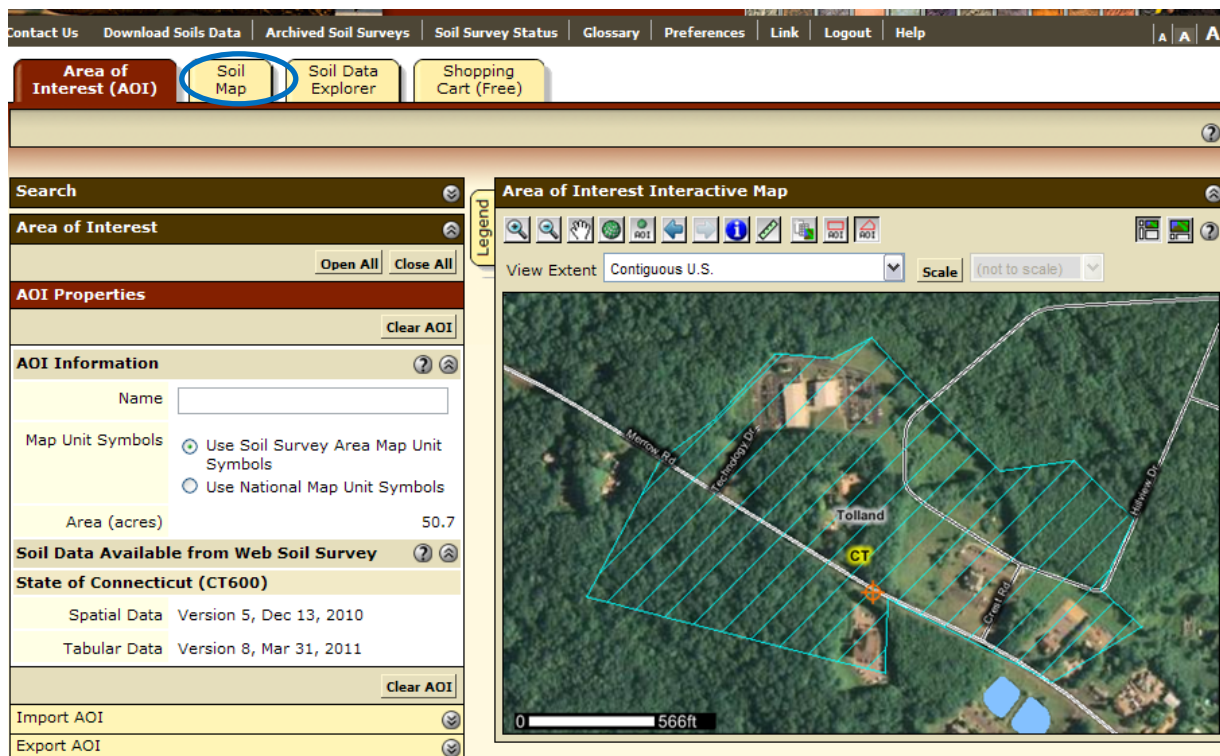 Contact Us Download Soils Data Archived Soil Surveys Soil Survey Status Glossary Preferences Link Logout Help A A A
Area of
Interest (AOI)
Soil
Map
Soil Data
Explorer
Shopping
Cart (Free)
Search
Area of Interest
Open All Close All
AOI Properties
Clear AOI
AOI Information
Name
Map Unit Symbols
Use Soil Survey Area Map Unit
Symbols
Use National Map Unit Symbols
Area (acres) 50.7
Soil Data Available from Web Soil Survey
State of Connecticut (CT600)
Spatial Data Version 5, Dec 13, 2010
Tabular Data Version 8, Mar 31, 2011
Clear AOI
Import AOI
Export AOI
Legend
Area of Interest Interactive Map
AOI AOI AOI
View Extent Contiguous U.S. Scale (not to scale)
Merrow Rd
Technology Dr
Hillview Dr
Tolland
CT
Crest Rd
0 566ft